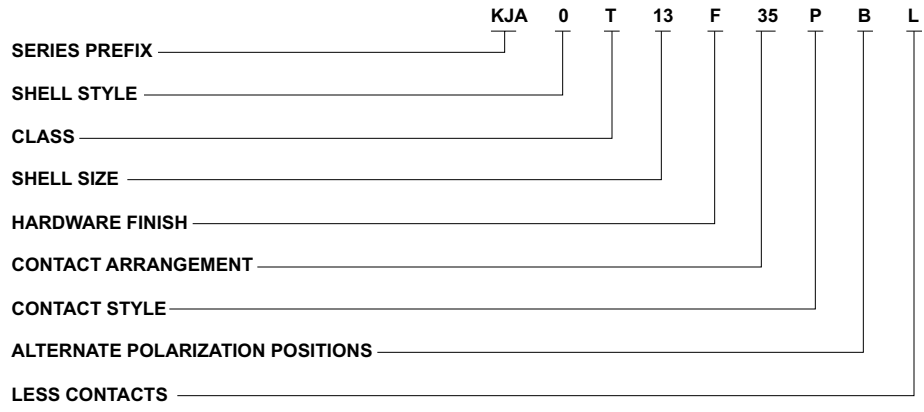 KJA 0 T 13 F 35 P B L
SERIES PREFIX
SHELL STYLE
CLASS
SHELL SIZE
HARDWARE FINISH
CONTACT ARRANGEMENT
CONTACT STYLE
ALTERNATE POLARIZATION POSITIONS
LESS CONTACTS